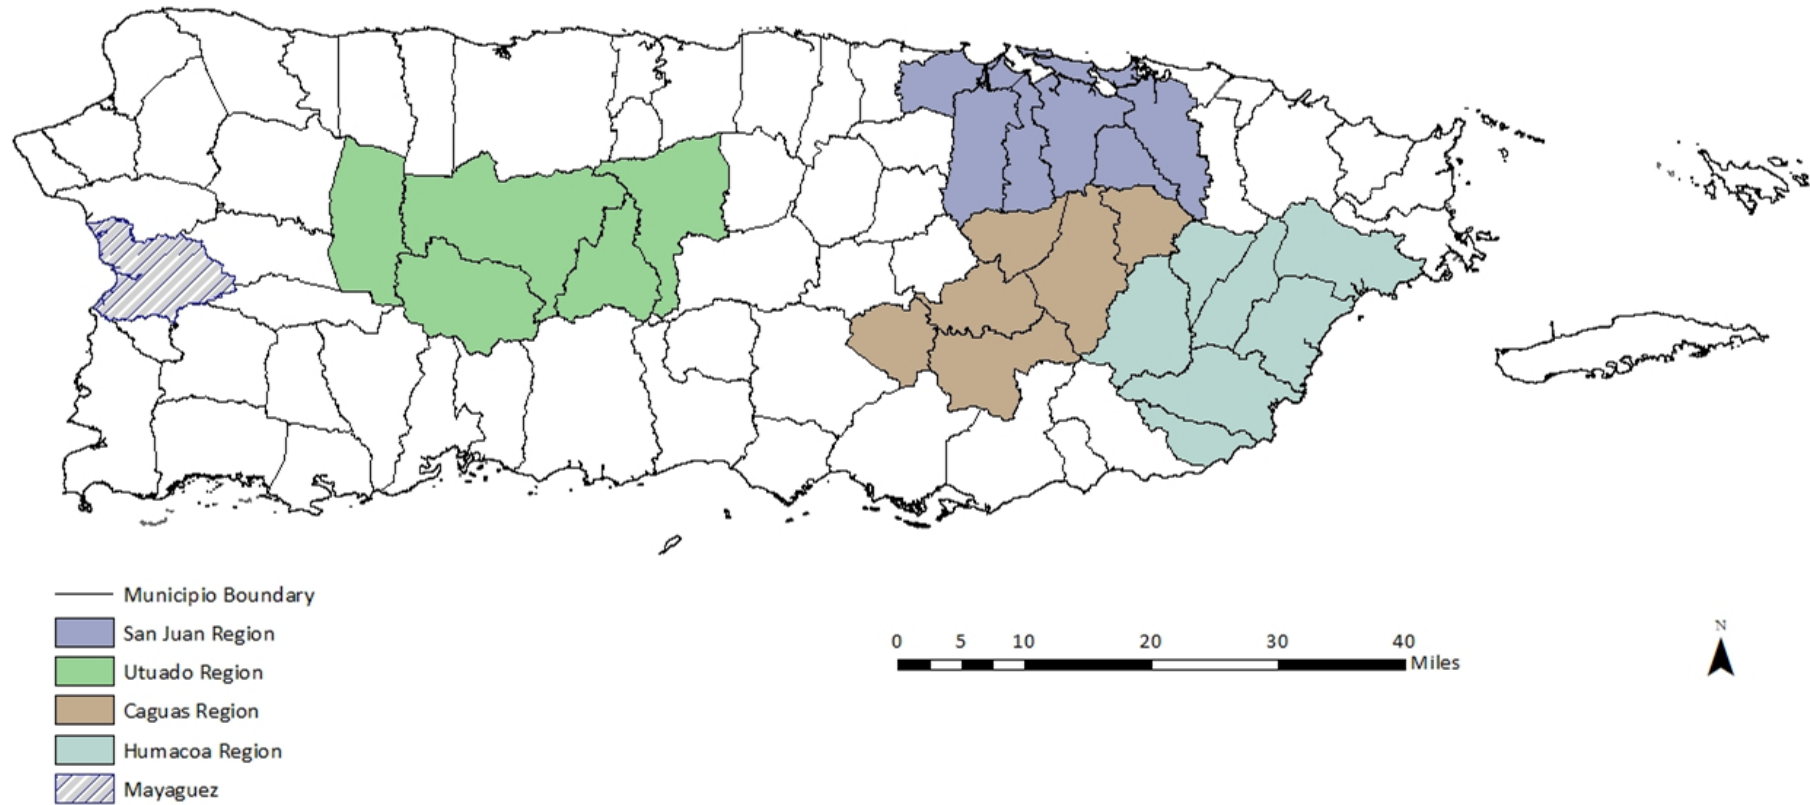 Municipio Boundary
San Juan Region
Utuado Region
Caguas Region
Humacoa Region
Mayaguez
0 5 10 20 30 40
Miles
N